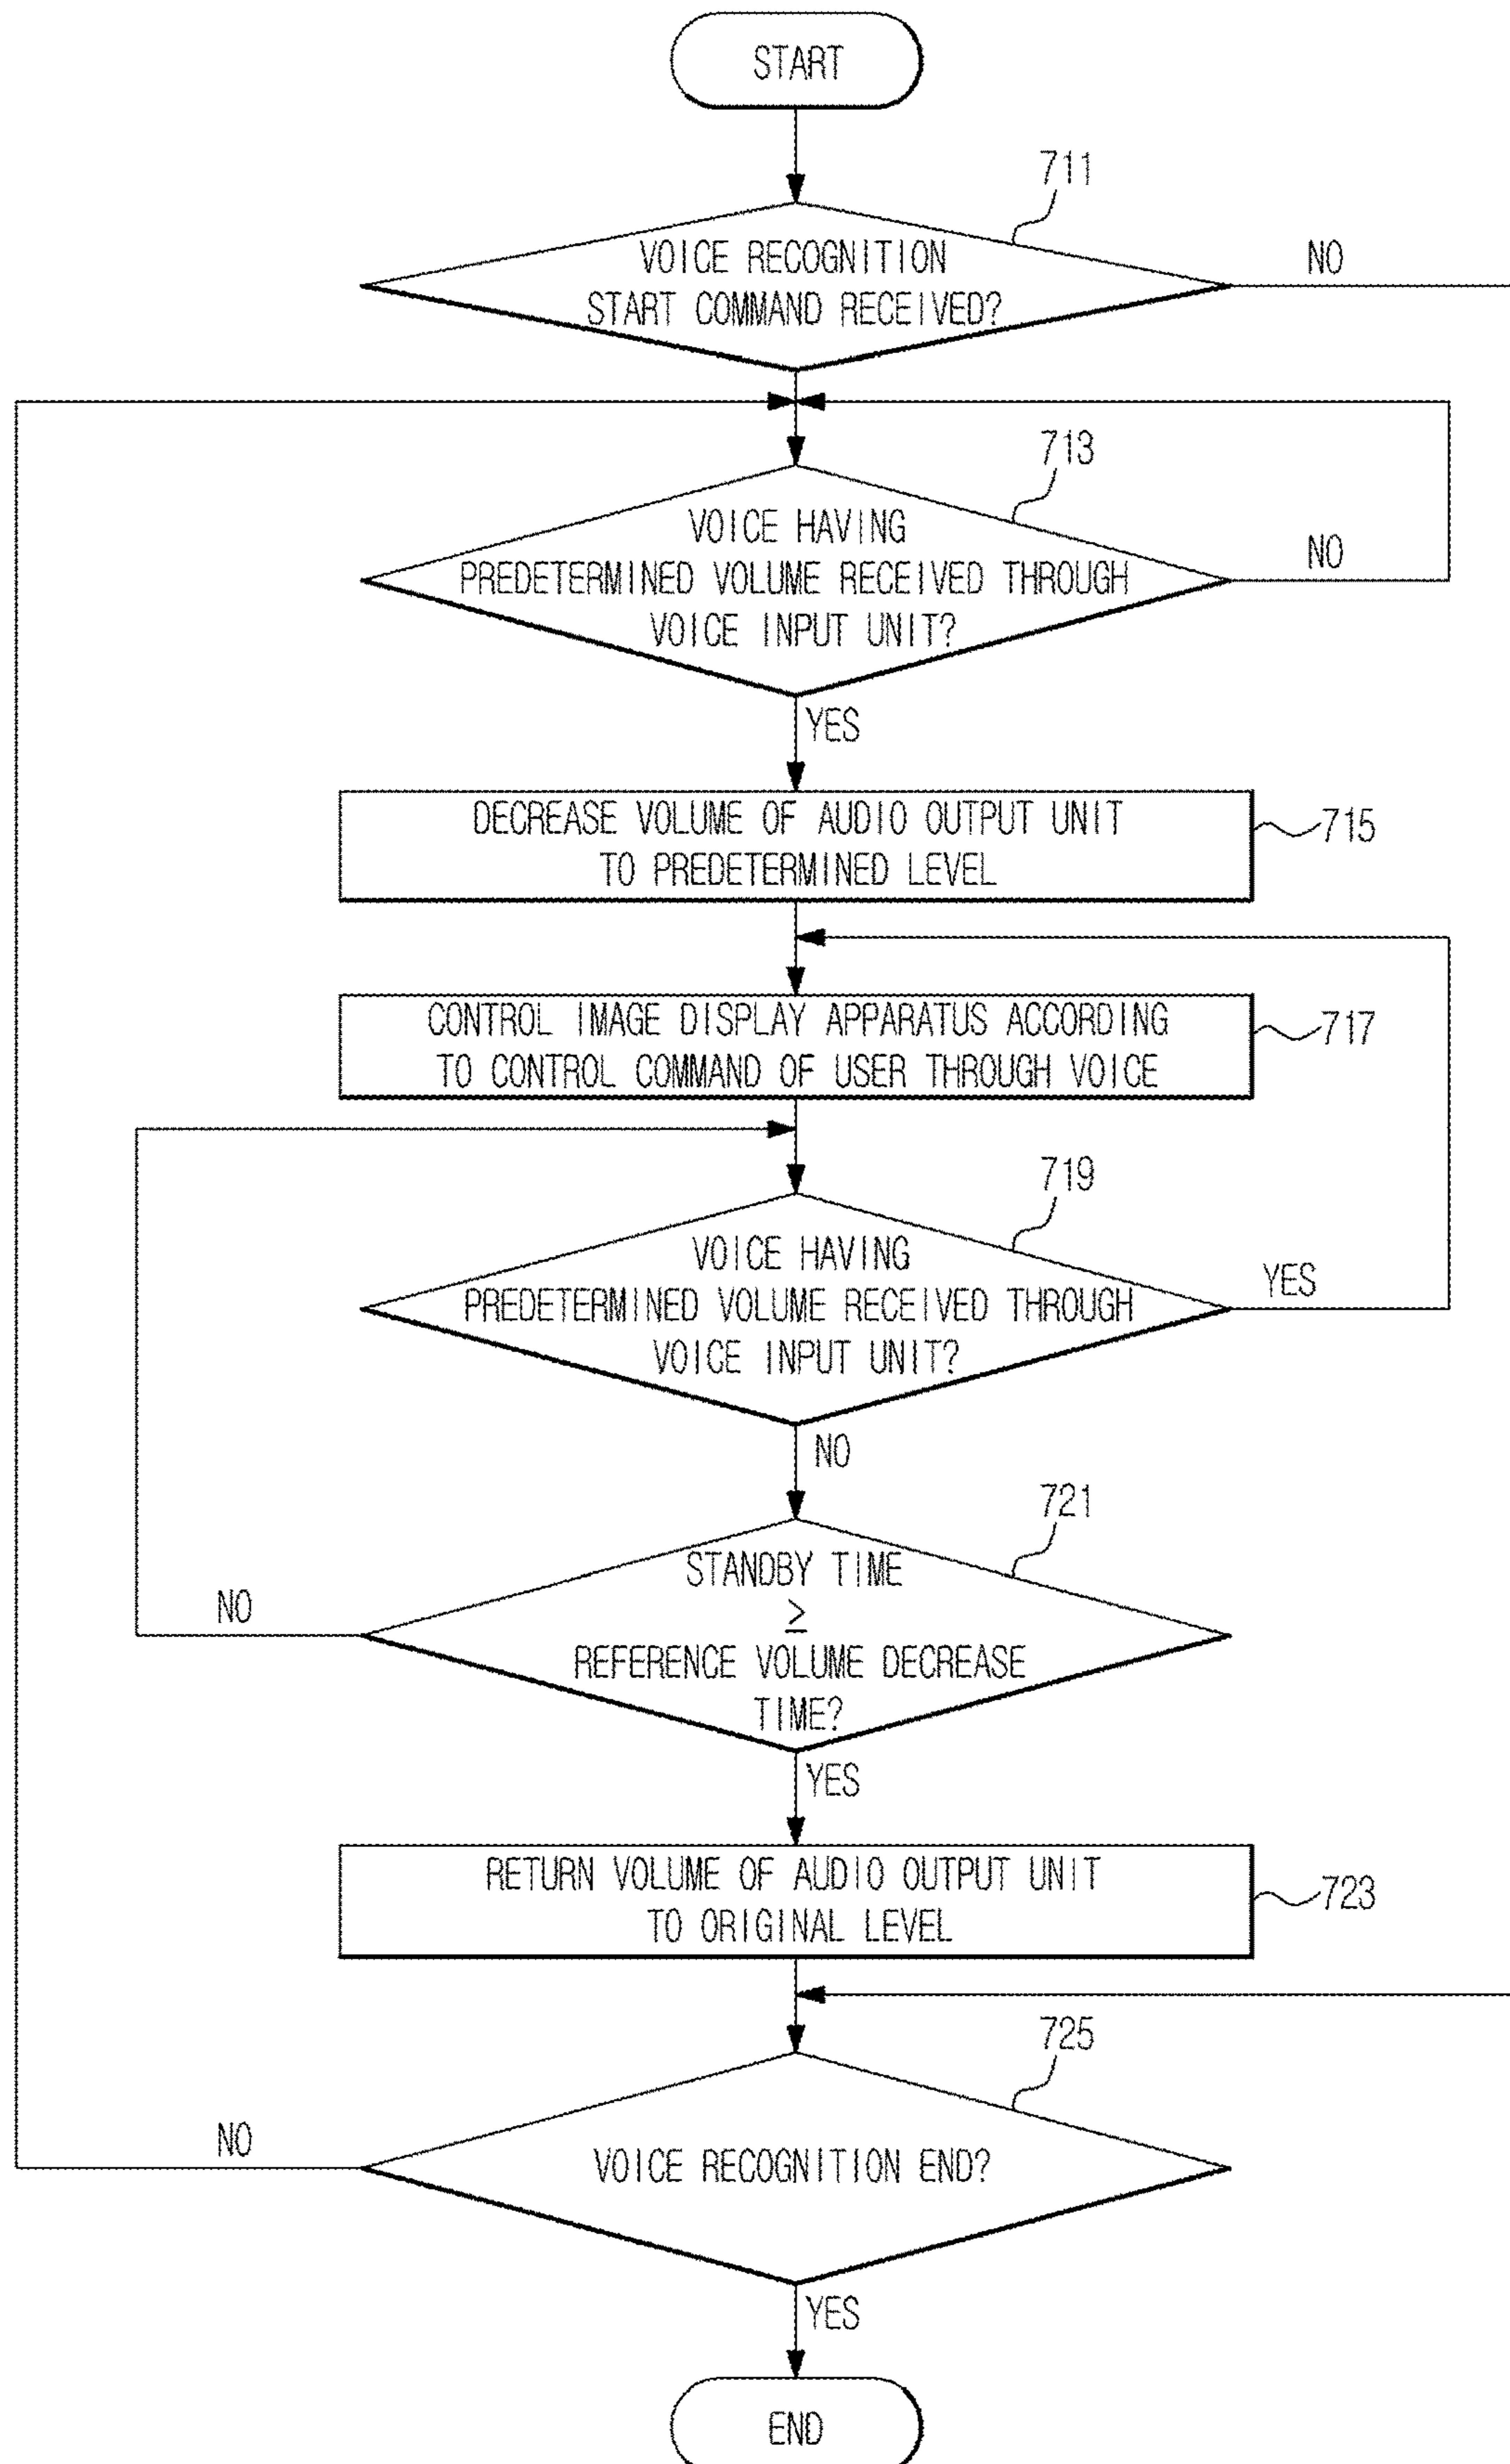 START
711
VOICE RECOGNITION
START COMMAND RECEIVED?
NO
713
VOICE HAVING
PREDETERMINED VOLUME RECEIVED THROUGH
VOICE INPUT UNIT?
NO
YES
DECREASE VOLUME OF AUDIO OUTPUT UNIT
TO PREDETERMINED LEVEL
715
CONTROL IMAGE DISPLAY APPARATUS ACCORDING
TO CONTROL COMMAND OF USER THROUGH VOICE
717
719
VOICE HAVING
PREDETERMINED VOLUME RECEIVED THROUGH
VOICE INPUT UNIT?
YES
NO
721
STANDBY TIME
≥
REFERENCE VOLUME DECREASE
TIME?
NO
YES
RETURN VOLUME OF AUDIO OUTPUT UNIT
TO ORIGINAL LEVEL
723
725
VOICE RECOGNITION END?
NO
YES
END